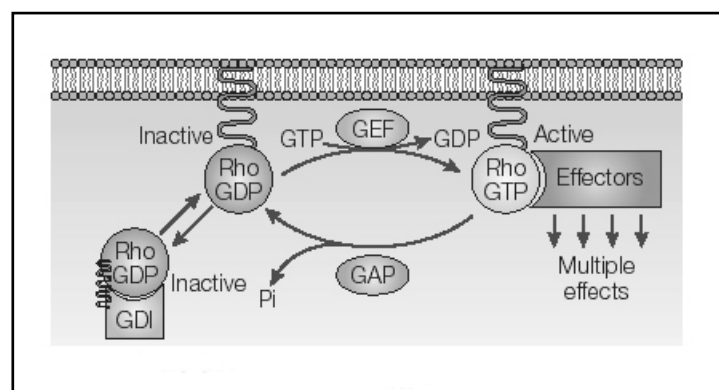 Inactive
GTP
GEF
GDP
Active
Rho
GDP
Rho
GTP
Effectors
Rho
GDP
Inactive
GDI
Pi
GAP
Multiple
effects